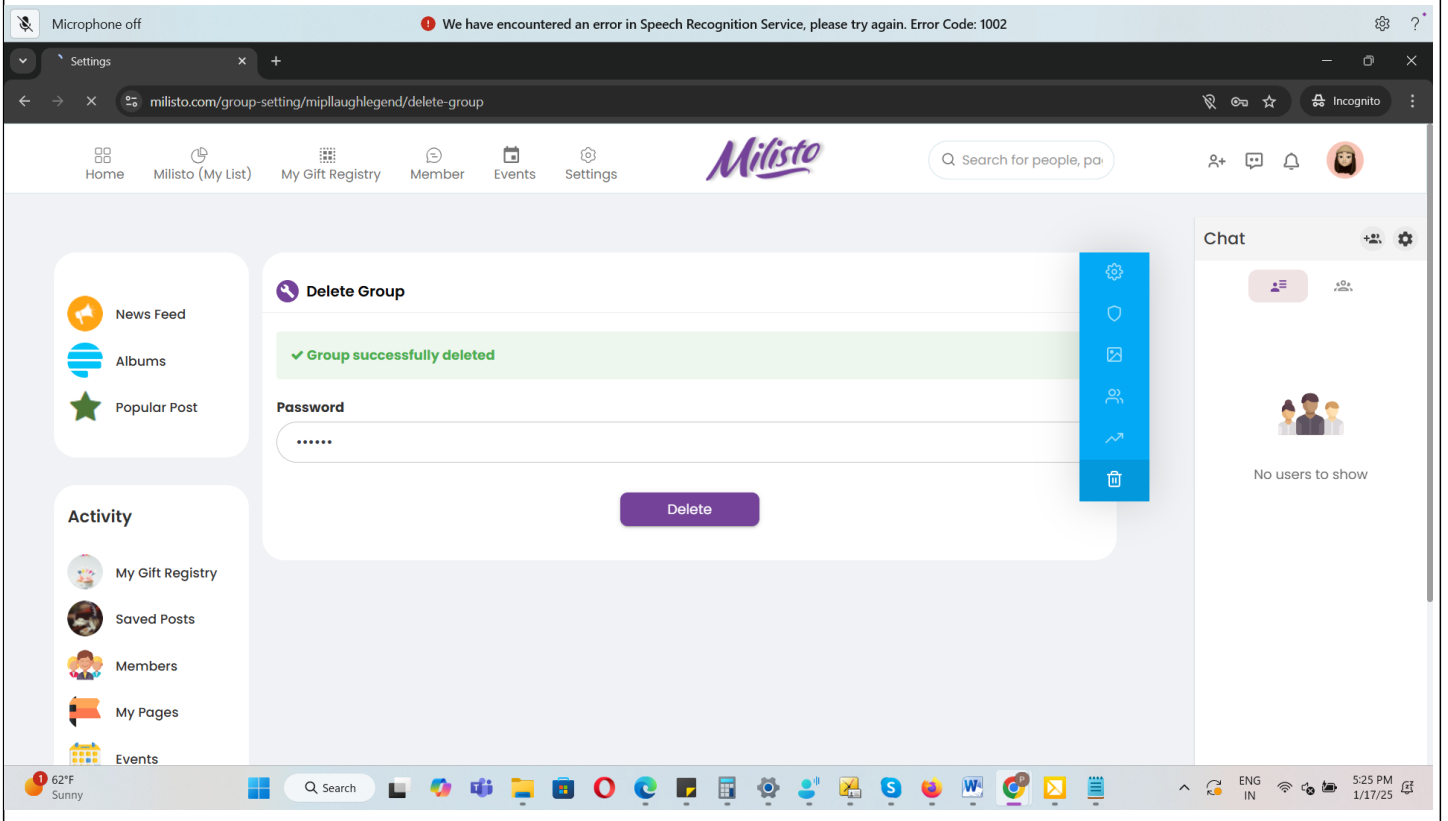 Microphone off
We have encountered an error in Speech Recognition Service, please try again. Error Code: 1002
?
Settings
milisto.com/group-setting/mipllaughlegend/delete-group
Incognito
Home
Milisto (My List)
My Gift Registry
Member
Events
Settings
Milisto
Search for people, pa
Chat
News Feed
Albums
Popular Post
Delete Group
Group successfully deleted
Password
••••••
Delete
No users to show
Activity
My Gift Registry
Saved Posts
Members
My Pages
Events
1
62°F
Sunny
Search
P
ENG
IN
5:25 PM
1/17/25